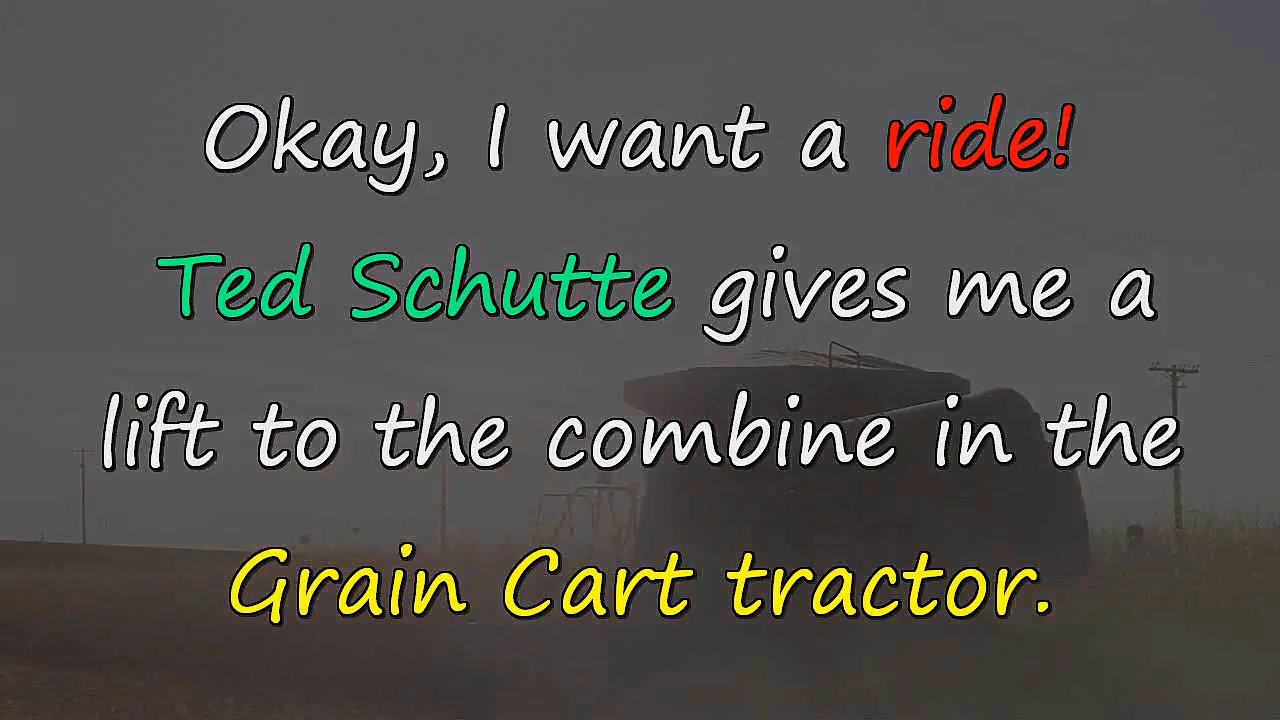 Okay, I want a ride!
Ted Schutte gives me a
lift to the combine in the
Grain Cart tractor.